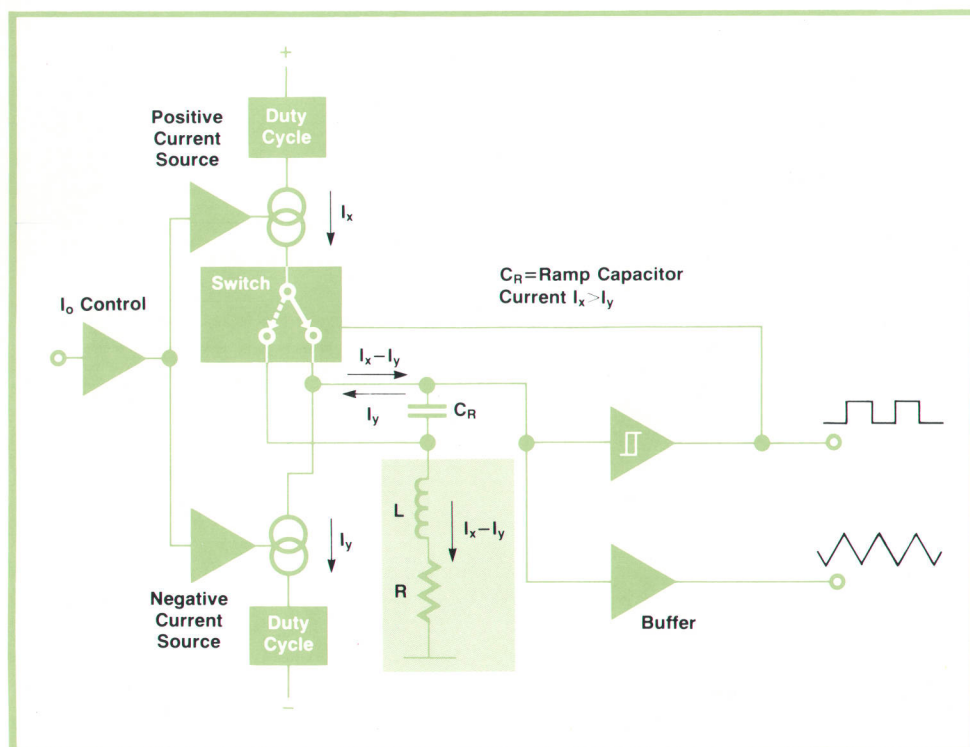 +
Positive
Current
Source
Duty
Cycle
Iₓ
Switch
C_R=Ramp Capacitor
Current Iₓ>I_y
I_o Control
Iₓ−I_y
I_y
C_R
L
Iₓ−I_y
R
I_y
Negative
Current
Source
Duty
Cycle
Buffer
−